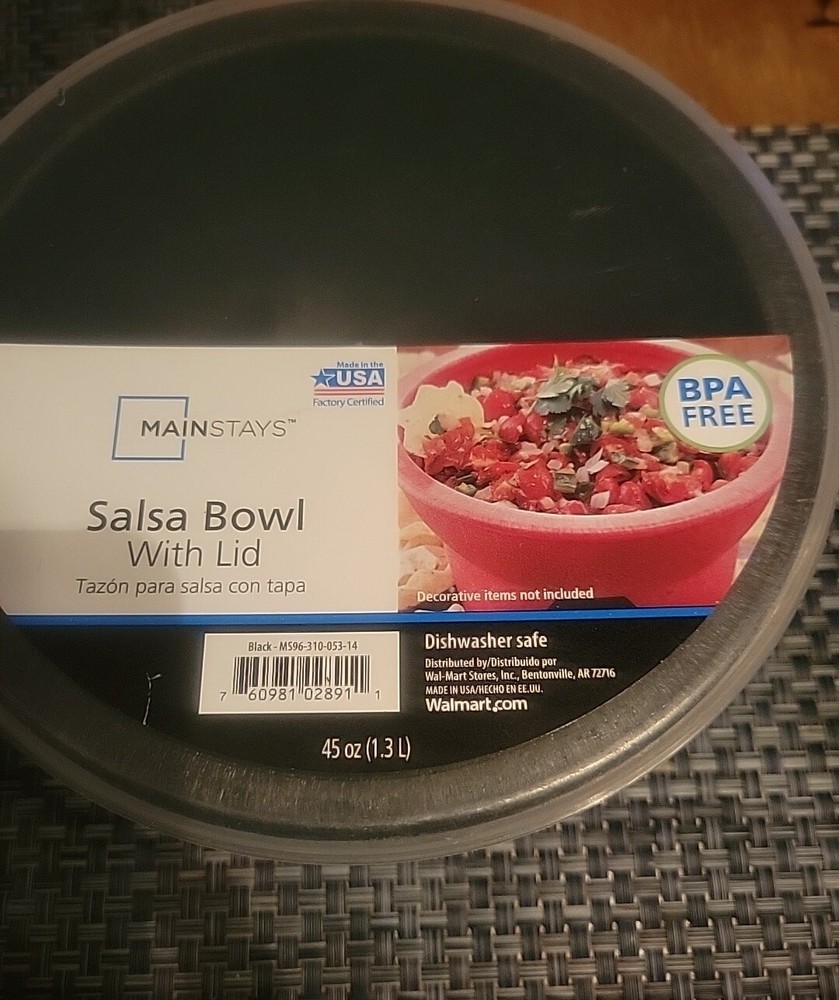 Made in the
USA
Factory Certified
MAINSTAYS™
Salsa Bowl
With Lid
Tazón para salsa con tapa
BPA
FREE
Decorative items not included
Black - MS96-310-053-14
7 60981 02891 1
Dishwasher safe
Distributed by/Distribuido por
Wal-Mart Stores, Inc., Bentonville, AR 72716
MADE IN USA/HECHO EN EE.UU.
Walmart.com
45 oz (1.3 L)